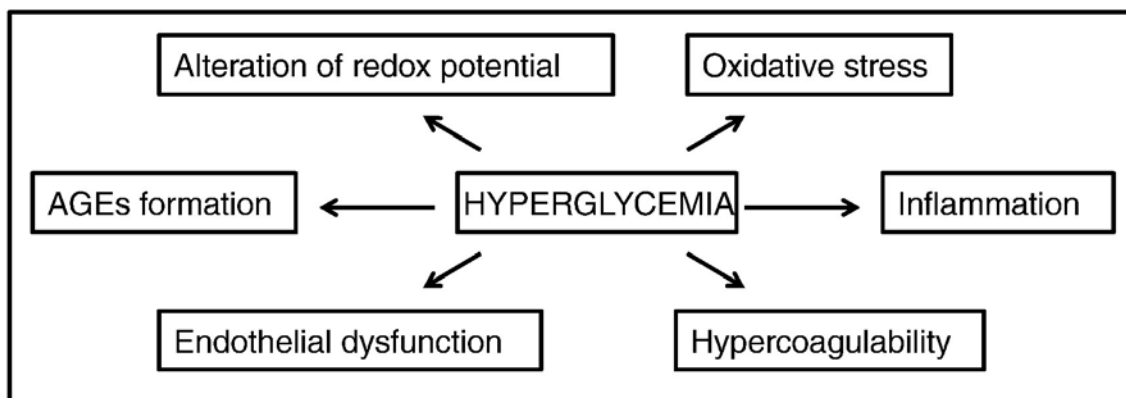 Alteration of redox potential
Oxidative stress
AGEs formation
HYPERGLYCEMIA
Inflammation
Endothelial dysfunction
Hypercoagulability